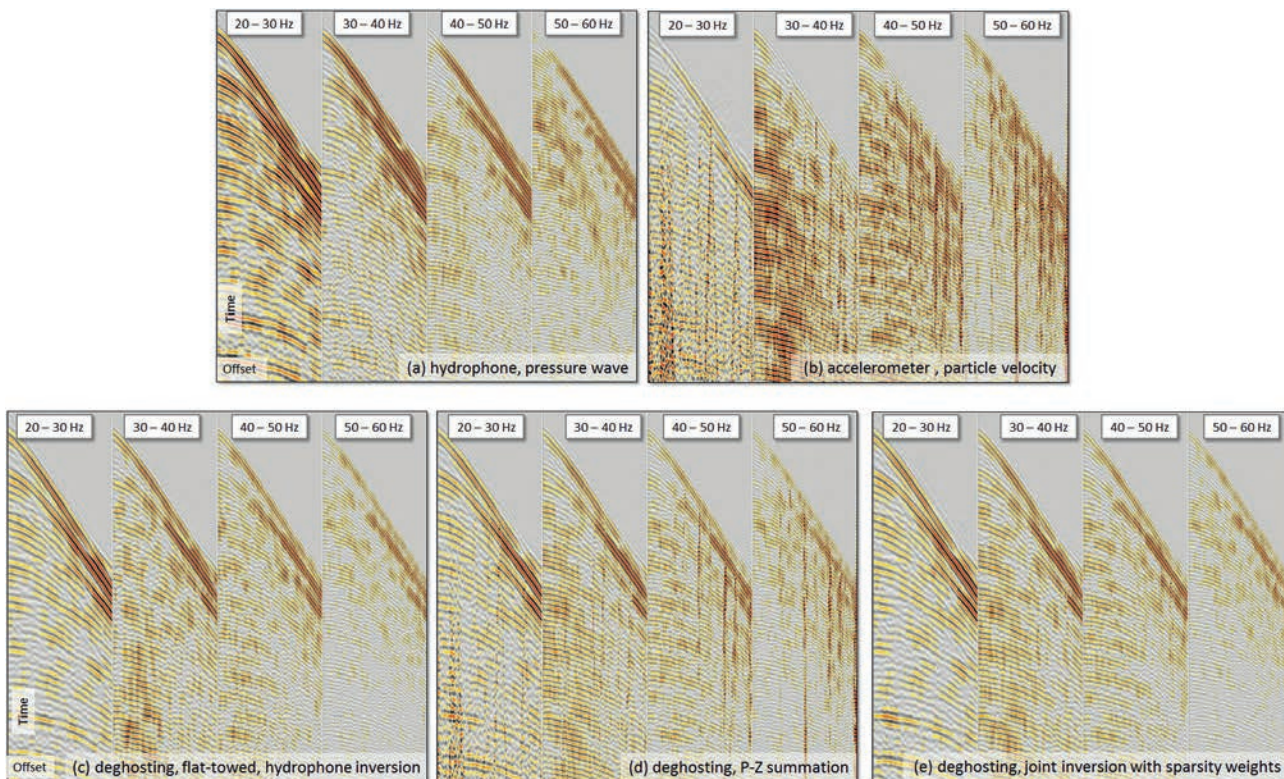 20 – 30 Hz 30 – 40 Hz 40 – 50 Hz 50 – 60 Hz
Time
Offset
(a) hydrophone, pressure wave
20 – 30 Hz 30 – 40 Hz 40 – 50 Hz 50 – 60 Hz
(b) accelerometer , particle velocity
20 – 30 Hz 30 – 40 Hz 40 – 50 Hz 50 – 60 Hz
Time
Offset
(c) deghosting, flat-towed, hydrophone inversion
20 – 30 Hz 30 – 40 Hz 40 – 50 Hz 50 – 60 Hz
(d) deghosting, P-Z summation
20 – 30 Hz 30 – 40 Hz 40 – 50 Hz 50 – 60 Hz
(e) deghosting, joint inversion with sparsity weights